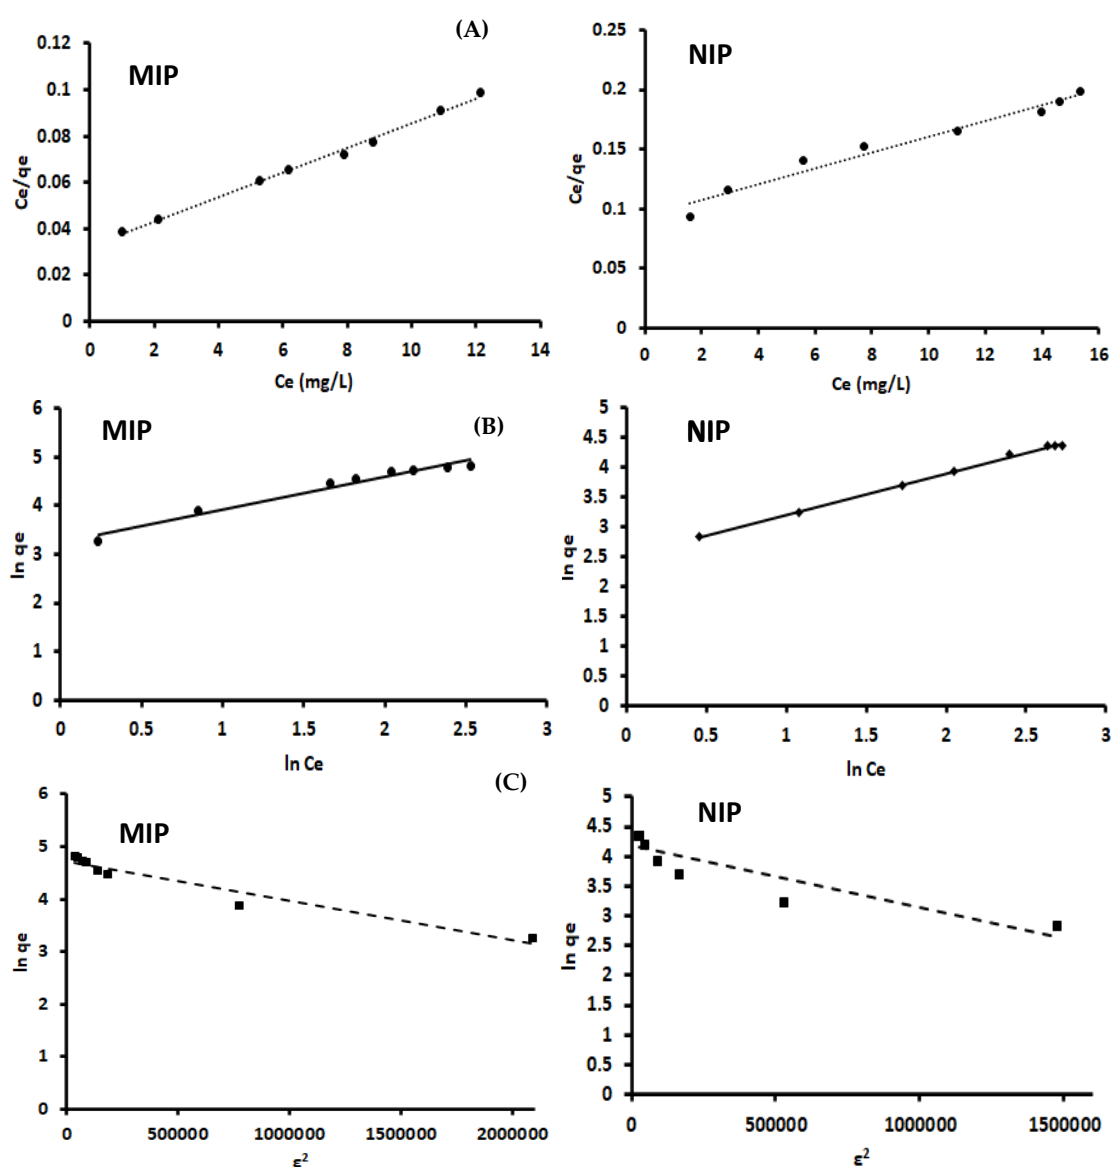 (A)
MIP
0.12
0.1
0.08
0.06
0.04
0.02
0
Ce/qe
0 2 4 6 8 10 12 14
Ce (mg/L)
NIP
0.25
0.2
0.15
0.1
0.05
0
Ce/qe
0 2 4 6 8 10 12 14 16
Ce (mg/L)
(B)
MIP
6
5
4
3
2
1
0
ln qe
0 0.5 1 1.5 2 2.5 3
ln Ce
NIP
5
4.5
4
3.5
3
2.5
2
1.5
1
0.5
0
ln qe
0 0.5 1 1.5 2 2.5 3
ln Ce
(C)
MIP
6
5
4
3
2
1
0
ln qe
0 500000 1000000 1500000 2000000
ε²
NIP
5
4.5
4
3.5
3
2.5
2
1.5
1
0.5
0
ln qe
0 500000 1000000 1500000
ε²